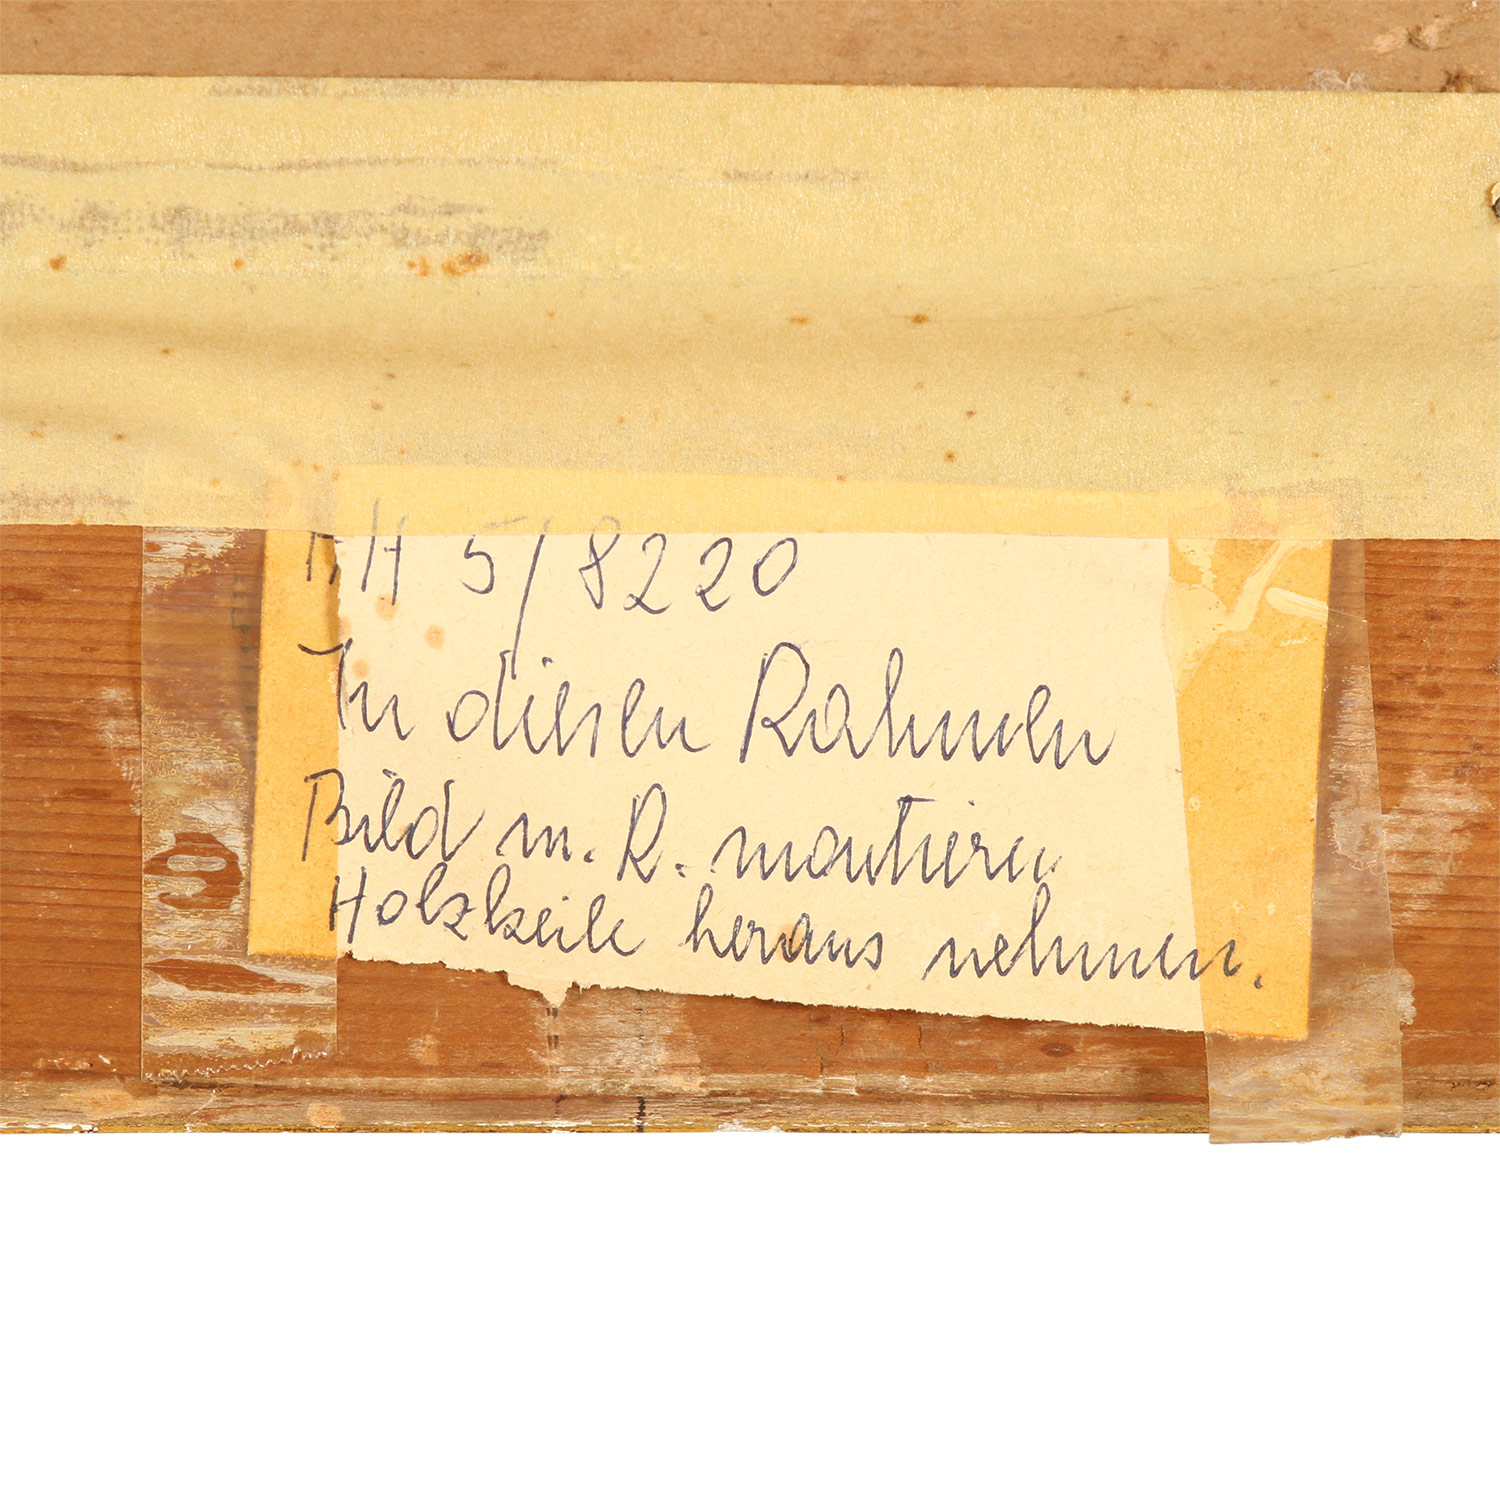 H 5/8220
In diesen Rahmen
Bild m. R. montieren
Holzkeile heraus nehmen.